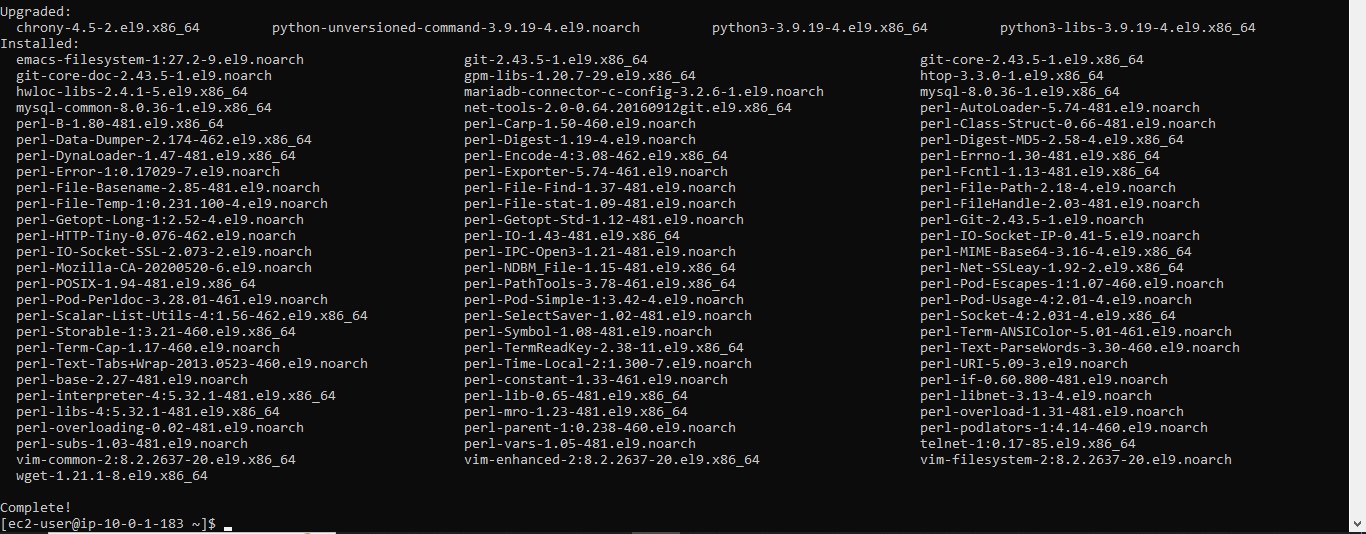 Upgraded:
chrony-4.5-2.el9.x86_64 python-unversioned-command-3.9.19-4.el9.noarch python3-3.9.19-4.el9.x86_64 python3-libs-3.9.19-4.el9.x86_64
Installed:
emacs-filesystem-1:27.2-9.el9.noarch git-2.43.5-1.el9.x86_64 git-core-2.43.5-1.el9.x86_64
git-core-doc-2.43.5-1.el9.noarch gpm-libs-1.20.7-29.el9.x86_64 htop-3.3.0-1.el9.x86_64
hwloc-libs-2.4.1-5.el9.x86_64 mariadb-connector-c-config-3.2.6-1.el9.noarch mysql-8.0.36-1.el9.x86_64
mysql-common-8.0.36-1.el9.x86_64 net-tools-2.0-0.64.20160912git.el9.x86_64 perl-AutoLoader-5.74-481.el9.noarch
perl-B-1.80-481.el9.x86_64 perl-Carp-1.50-460.el9.noarch perl-Class-Struct-0.66-481.el9.noarch
perl-Data-Dumper-2.174-462.el9.x86_64 perl-Digest-1.19-4.el9.noarch perl-Digest-MD5-2.58-4.el9.x86_64
perl-DynaLoader-1.47-481.el9.x86_64 perl-Encode-4:3.08-462.el9.x86_64 perl-Errno-1.30-481.el9.x86_64
perl-Error-1:0.17029-7.el9.noarch perl-Exporter-5.74-461.el9.noarch perl-Fcntl-1.13-481.el9.x86_64
perl-File-Basename-2.85-481.el9.noarch perl-File-Find-1.37-481.el9.noarch perl-File-Path-2.18-4.el9.noarch
perl-File-Temp-1:0.231.100-4.el9.noarch perl-File-stat-1.09-481.el9.noarch perl-FileHandle-2.03-481.el9.noarch
perl-Getopt-Long-1:2.52-4.el9.noarch perl-Getopt-Std-1.12-481.el9.noarch perl-Git-2.43.5-1.el9.noarch
perl-HTTP-Tiny-0.076-462.el9.noarch perl-IO-1.43-481.el9.x86_64 perl-IO-Socket-IP-0.41-5.el9.noarch
perl-IO-Socket-SSL-2.073-2.el9.noarch perl-IPC-Open3-1.21-481.el9.noarch perl-MIME-Base64-3.16-4.el9.x86_64
perl-Mozilla-CA-20200520-6.el9.noarch perl-NDBM_File-1.15-481.el9.x86_64 perl-Net-SSLeay-1.92-2.el9.x86_64
perl-POSIX-1.94-481.el9.x86_64 perl-PathTools-3.78-461.el9.x86_64 perl-Pod-Escapes-1:1.07-460.el9.noarch
perl-Pod-Perldoc-3.28.01-461.el9.noarch perl-Pod-Simple-1:3.42-4.el9.noarch perl-Pod-Usage-4:2.01-4.el9.noarch
perl-Scalar-List-Utils-4:1.56-462.el9.x86_64 perl-SelectSaver-1.02-481.el9.noarch perl-Socket-4:2.031-4.el9.x86_64
perl-Storable-1:3.21-460.el9.x86_64 perl-Symbol-1.08-481.el9.noarch perl-Term-ANSIColor-5.01-461.el9.noarch
perl-Term-Cap-1.17-460.el9.noarch perl-TermReadKey-2.38-11.el9.x86_64 perl-Text-ParseWords-3.30-460.el9.noarch
perl-Text-Tabs+Wrap-2013.0523-460.el9.noarch perl-Time-Local-2:1.300-7.el9.noarch perl-URI-5.09-3.el9.noarch
perl-base-2.27-481.el9.noarch perl-constant-1.33-461.el9.noarch perl-if-0.60.800-481.el9.noarch
perl-interpreter-4:5.32.1-481.el9.x86_64 perl-lib-0.65-481.el9.x86_64 perl-libnet-3.13-4.el9.noarch
perl-libs-4:5.32.1-481.el9.x86_64 perl-mro-1.23-481.el9.x86_64 perl-overload-1.31-481.el9.noarch
perl-overloading-0.02-481.el9.noarch perl-parent-1:0.238-460.el9.noarch perl-podlators-1:4.14-460.el9.noarch
perl-subs-1.03-481.el9.noarch perl-vars-1.05-481.el9.noarch telnet-1:0.17-85.el9.x86_64
vim-common-2:8.2.2637-20.el9.x86_64 vim-enhanced-2:8.2.2637-20.el9.x86_64 vim-filesystem-2:8.2.2637-20.el9.noarch
wget-1.21.1-8.el9.x86_64
Complete!
[ec2-user@ip-10-0-1-183 ~]$